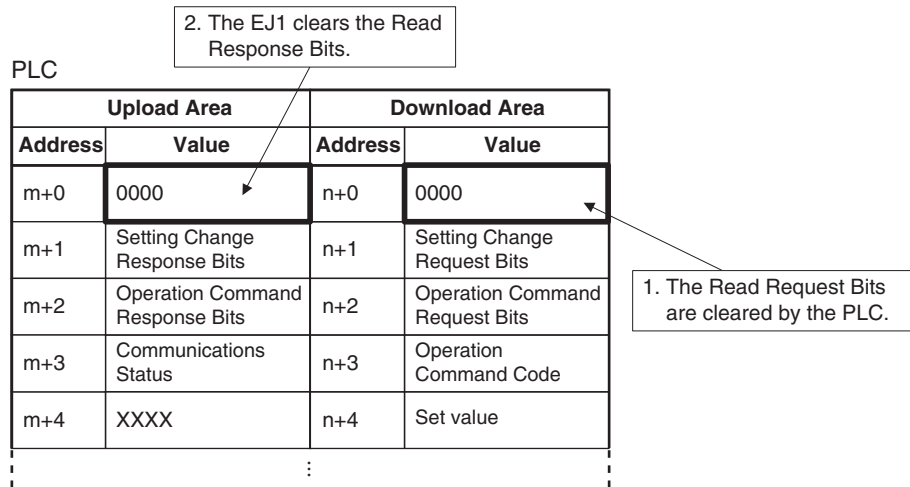 2. The EJ1 clears the Read
Response Bits.
PLC
Upload Area Download Area
Address Value Address Value
m+0 0000 n+0 0000
m+1 Setting Change
Response Bits n+1 Setting Change
Request Bits
m+2 Operation Command
Response Bits n+2 Operation Command
Request Bits
m+3 Communications
Status n+3 Operation
Command Code
m+4 XXXX n+4 Set value
⋮
1. The Read Request Bits
are cleared by the PLC.